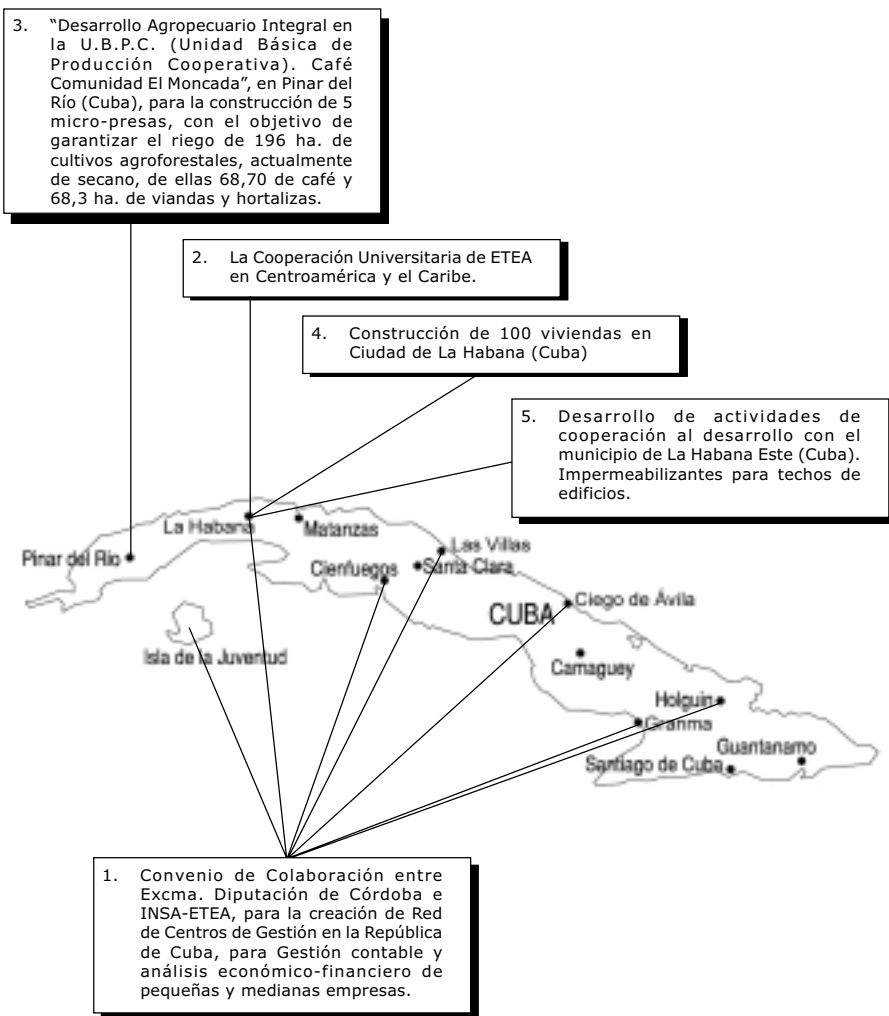 3. “Desarrollo Agropecuario Integral en
la U.B.P.C. (Unidad Básica de
Producción Cooperativa). Café
Comunidad El Moncada”, en Pinar del
Río (Cuba), para la construcción de 5
micro-presas, con el objetivo de
garantizar el riego de 196 ha. de
cultivos agroforestales, actualmente
de secano, de ellas 68,70 de café y
68,3 ha. de viandas y hortalizas.
2. La Cooperación Universitaria de ETEA
en Centroamérica y el Caribe.
4. Construcción de 100 viviendas en
Ciudad de La Habana (Cuba)
5. Desarrollo de actividades de
cooperación al desarrollo con el
municipio de La Habana Este (Cuba).
Impermeabilizantes para techos de
edificios.
La Habana
Matanzas
Las Villas
Pinar del Rio
Cienfuegos
Santa Clara
CUBA
Ciego de Ávila
Isla de la Juventud
Camaguey
Holguin
Granma
Guantanamo
Santiago de Cuba
1. Convenio de Colaboración entre
Excma. Diputación de Córdoba e
INSA-ETEA, para la creación de Red
de Centros de Gestión en la República
de Cuba, para Gestión contable y
análisis económico-financiero de
pequeñas y medianas empresas.